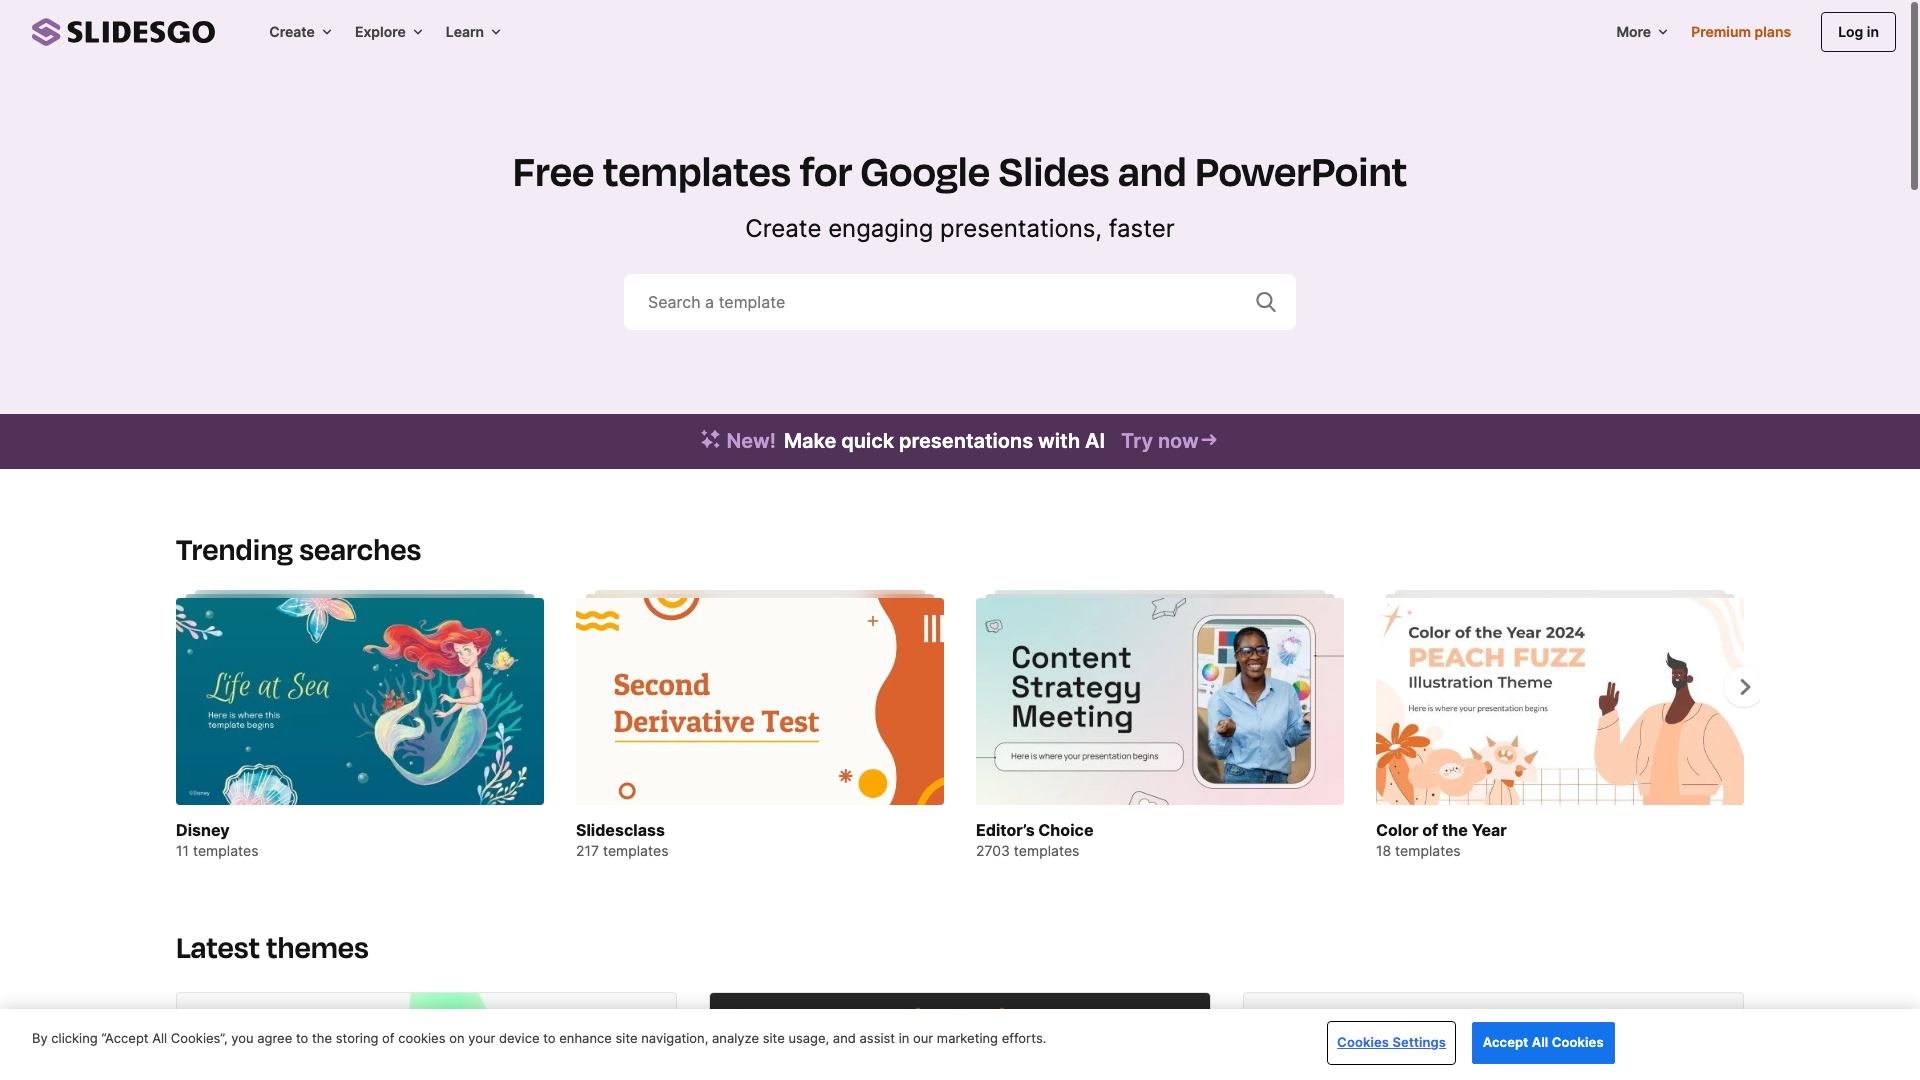 SLIDESGO
Create
Explore
Learn
More
Premium plans
Log in
Free templates for Google Slides and PowerPoint
Create engaging presentations, faster
Search a template
New! Make quick presentations with AI Try now
Trending searches
Life at Sea
Here is where this
template begins
©Disney
Disney
11 templates
Second
Derivative Test
Slidesclass
217 templates
Content
Strategy
Meeting
Here is where your presentation begins
Editor’s Choice
2703 templates
Color of the Year 2024
PEACH FUZZ
Illustration Theme
Here is where your presentation begins
Color of the Year
18 templates
Latest themes
By clicking “Accept All Cookies”, you agree to the storing of cookies on your device to enhance site navigation, analyze site usage, and assist in our marketing efforts.
Cookies Settings
Accept All Cookies